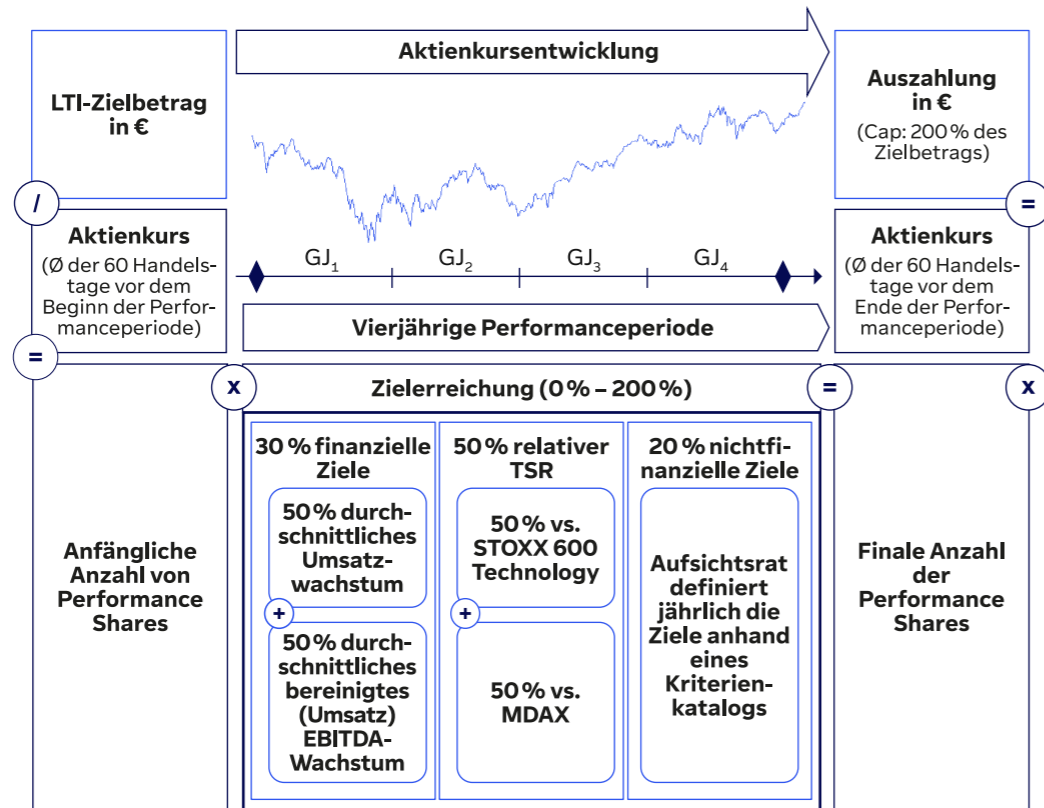 Aktienkursentwicklung
LTI-Zielbetrag
in €
Auszahlung
in €
(Cap: 200 % des
Zielbetrags)
/
=
Aktienkurs
(Ø der 60 Handels-
tage vor dem
Beginn der Perfor-
manceperiode)
GJ1
GJ2
GJ3
GJ4
Vierjährige Performanceperiode
Aktienkurs
(Ø der 60 Handels-
tage vor dem
Ende der Perfor-
manceperiode)
=
x
Zielerreichung (0 % – 200 %)
=
x
Anfängliche
Anzahl von
Performance
Shares
30 % finanzielle
Ziele
50 % durch-
schnittliches
Umsatz-
wachstum
+
50 % durch-
schnittliches
bereinigtes
(Umsatz)
EBITDA-
Wachstum
50 % relativer
TSR
50 % vs.
STOXX 600
Technology
+
50 % vs.
MDAX
20 % nichtfi-
nanzielle Ziele
Aufsichtsrat
definiert
jährlich die
Ziele anhand
eines
Kriterien-
katalogs
Finale Anzahl
der
Performance
Shares